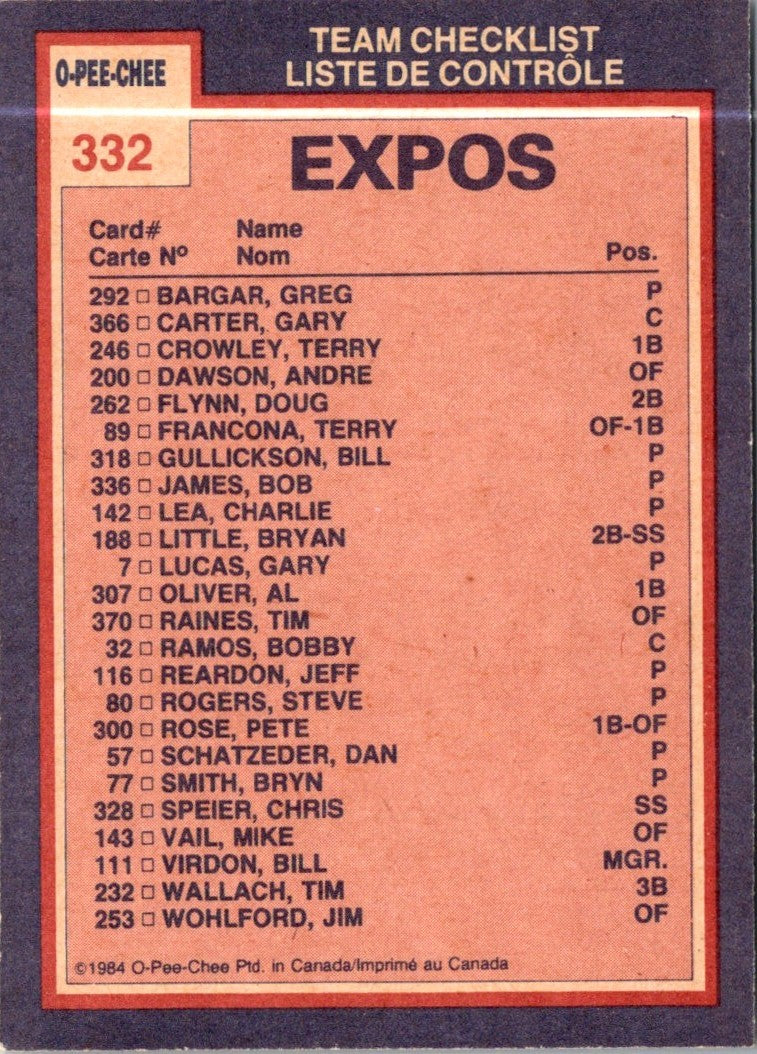 TEAM CHECKLIST
LISTE DE CONTRÔLE
O-PEE-CHEE
332
EXPOS
Card# Name
Carte Nº Nom Pos.
292 □ BARGAR, GREG P
366 □ CARTER, GARY C
246 □ CROWLEY, TERRY 1B
200 □ DAWSON, ANDRE OF
262 □ FLYNN, DOUG 2B
89 □ FRANCONA, TERRY OF-1B
318 □ GULLICKSON, BILL P
336 □ JAMES, BOB P
142 □ LEA, CHARLIE P
188 □ LITTLE, BRYAN 2B-SS
7 □ LUCAS, GARY P
307 □ OLIVER, AL 1B
370 □ RAINES, TIM OF
32 □ RAMOS, BOBBY C
116 □ REARDON, JEFF P
80 □ ROGERS, STEVE P
300 □ ROSE, PETE 1B-OF
57 □ SCHATZEDER, DAN P
77 □ SMITH, BRYN P
328 □ SPEIER, CHRIS SS
143 □ VAIL, MIKE OF
111 □ VIRDON, BILL MGR.
232 □ WALLACH, TIM 3B
253 □ WOHLFORD, JIM OF
©1984 O-Pee-Chee Ptd. in Canada/Imprimé au Canada